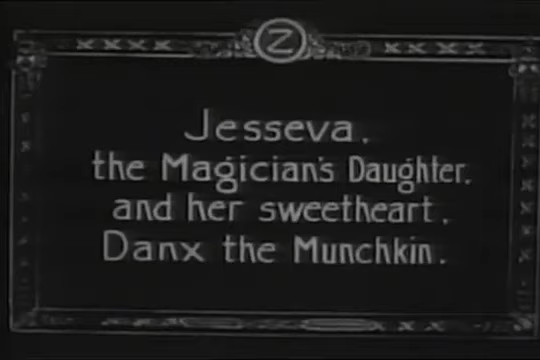 Z
Jesseva.
the Magician's Daughter.
and her sweetheart.
Danx the Munchkin.